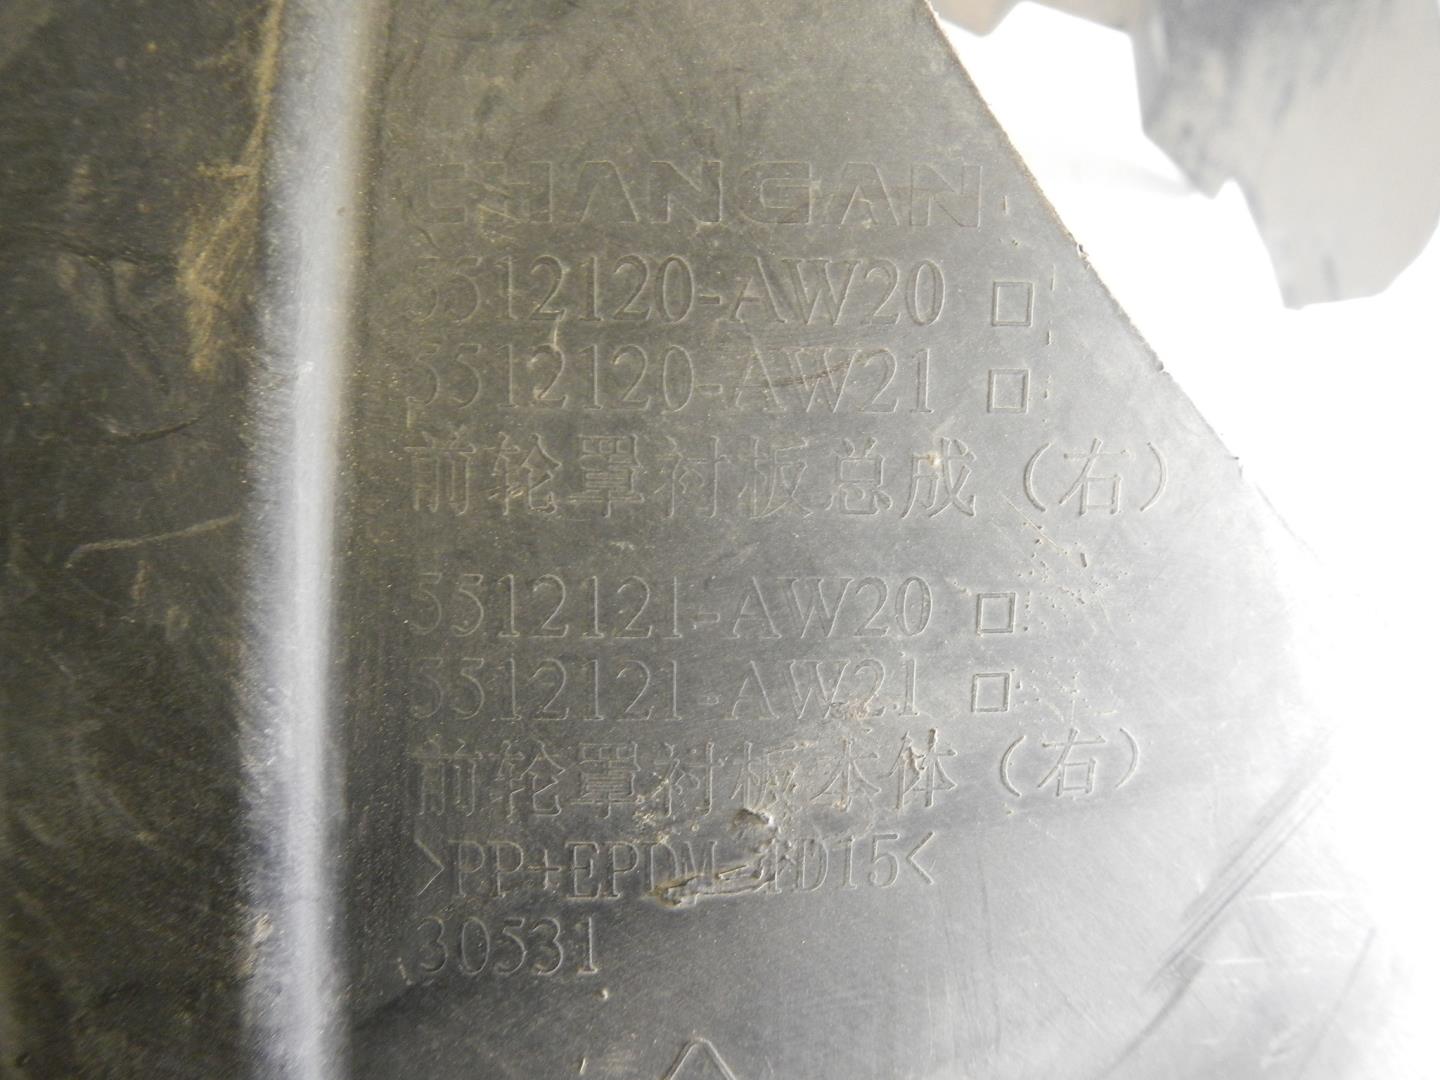 CHANGAN
5512120-AW20 □
5512120-AW21 □
前轮罩衬板总成（右）
5512121-AW20 □
5512121-AW21 □
前轮罩衬板本体（右）
>PP+EPDM-TD15<
30531